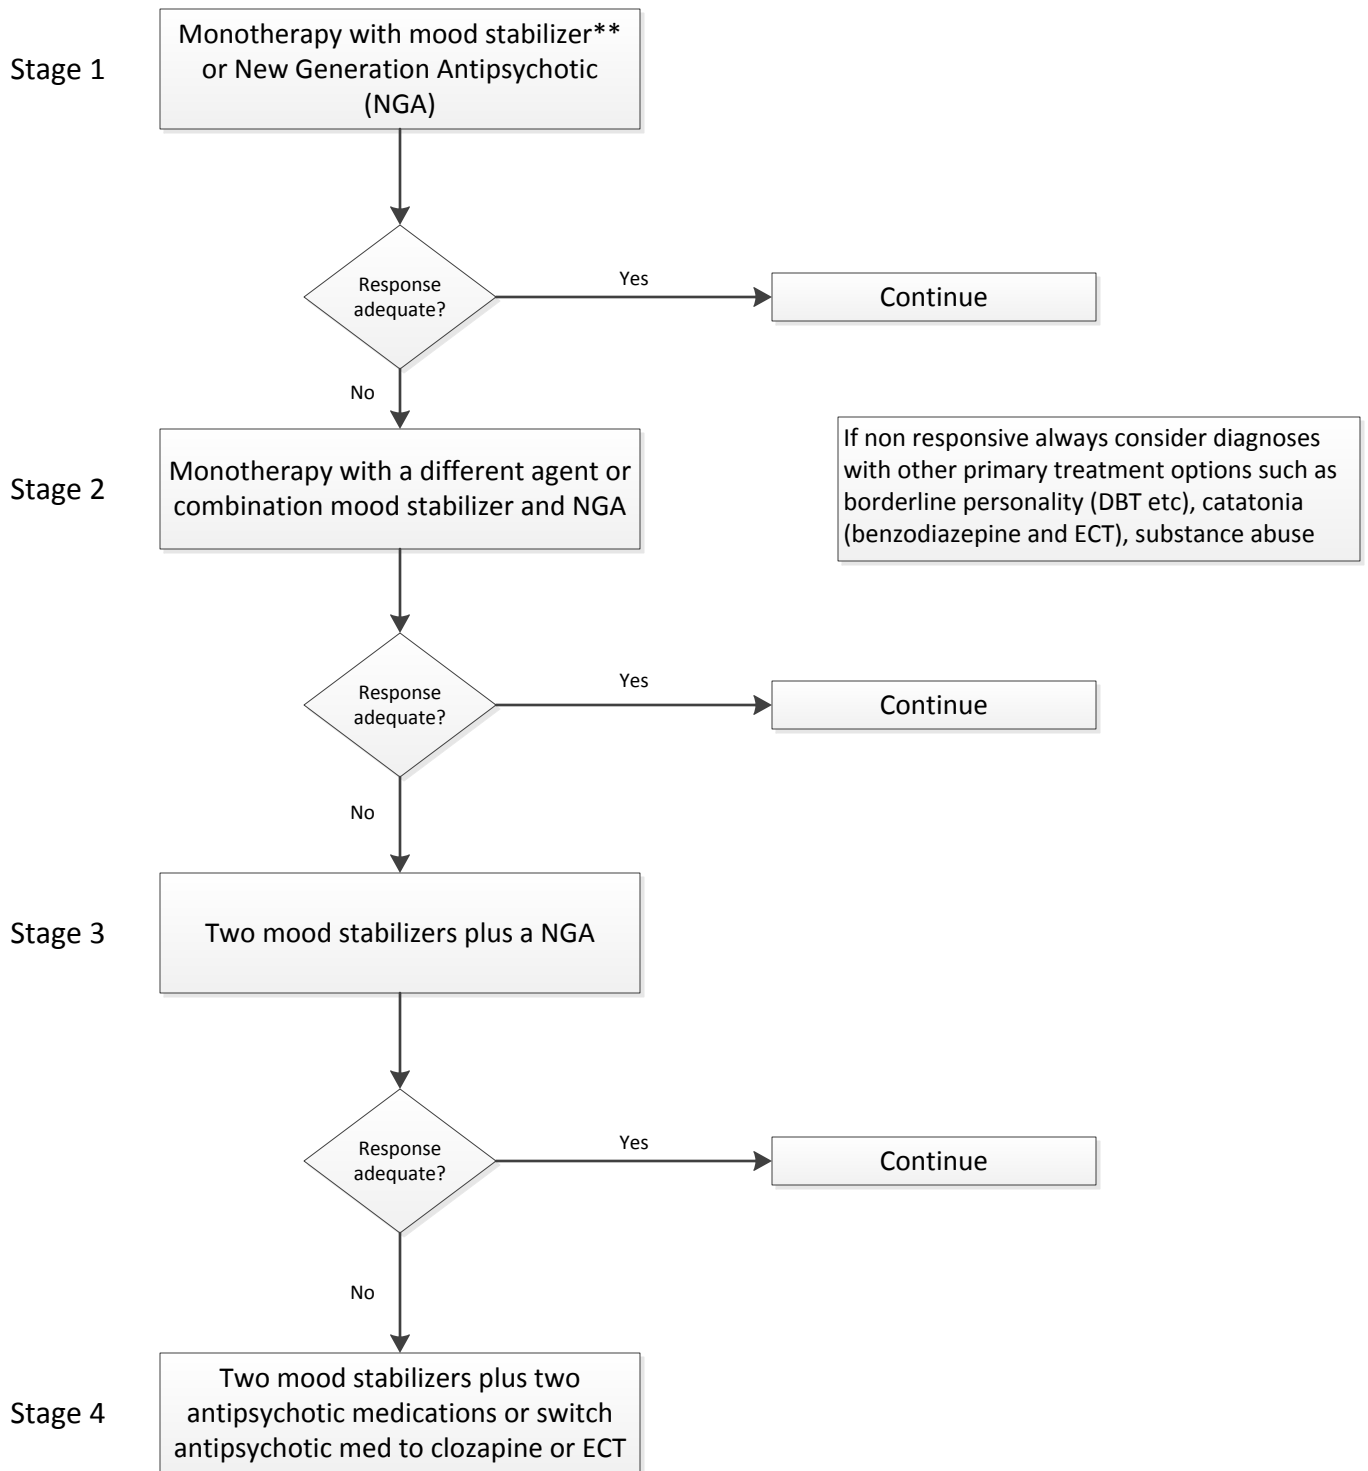 Stage 1
Monotherapy with mood stabilizer**
or New Generation Antipsychotic
(NGA)
Response
adequate?
Yes
Continue
No
Stage 2
Monotherapy with a different agent or
combination mood stabilizer and NGA
If non responsive always consider diagnoses
with other primary treatment options such as
borderline personality (DBT etc), catatonia
(benzodiazepine and ECT), substance abuse
Response
adequate?
Yes
Continue
No
Stage 3
Two mood stabilizers plus a NGA
Response
adequate?
Yes
Continue
No
Stage 4
Two mood stabilizers plus two
antipsychotic medications or switch
antipsychotic med to clozapine or ECT